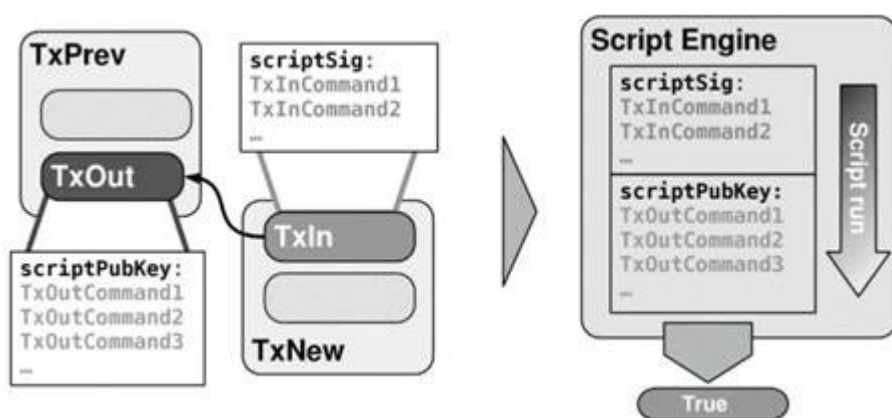 TxPrev
TxOut
scriptPubKey:
TxOutCommand1
TxOutCommand2
TxOutCommand3
…
scriptSig:
TxInCommand1
TxInCommand2
…
TxIn
TxNew
Script Engine
scriptSig:
TxInCommand1
TxInCommand2
…
scriptPubKey:
TxOutCommand1
TxOutCommand2
TxOutCommand3
…
Script run
True